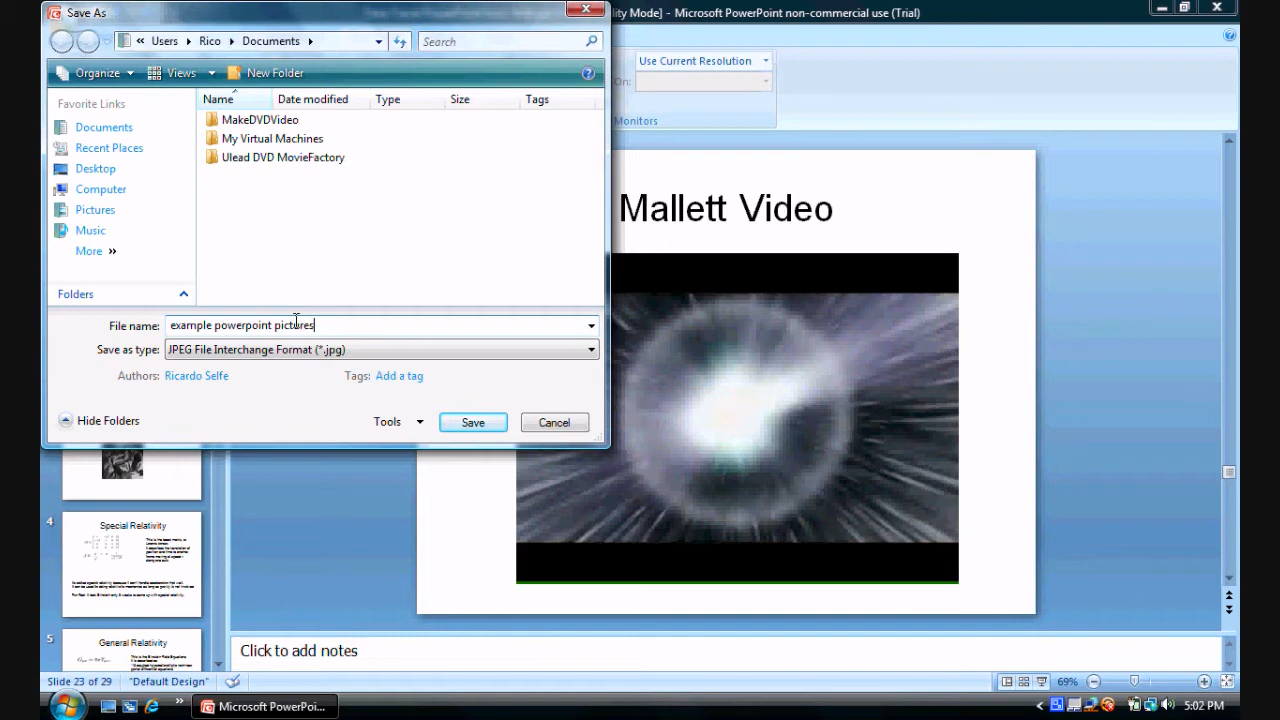 Save As
ility Mode] - Microsoft PowerPoint non-commercial use (Trial)
« Users Rico Documents
Search
Organize Views New Folder
Use Current Resolution
On:
Monitors
Favorite Links
Documents
Recent Places
Desktop
Computer
Pictures
Music
More »
Folders
Name Date modified Type Size Tags
MakeDVDVideo
My Virtual Machines
Ulead DVD MovieFactory
File name: example powerpoint pictures
Save as type: JPEG File Interchange Format (*.jpg)
Authors: Ricardo Selfe Tags: Add a tag
Hide Folders
Tools Save Cancel
Mallett Video
4
Special Relativity
5
General Relativity
Click to add notes
Slide 23 of 29 "Default Design"
69%
Microsoft PowerPoi...
5:02 PM